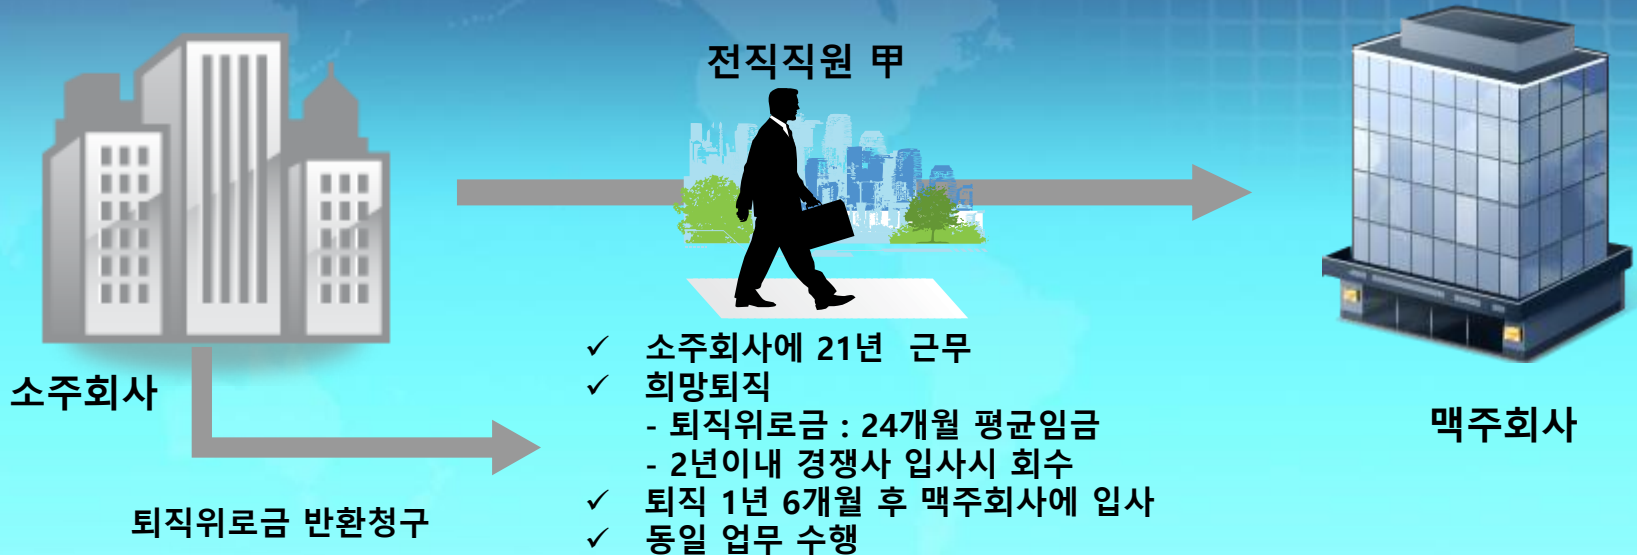 전직직원 甲
소주회사
✓ 소주회사에 21년 근무
✓ 희망퇴직
- 퇴직위로금 : 24개월 평균임금
- 2년이내 경쟁사 입사시 회수
✓ 퇴직 1년 6개월 후 맥주회사에 입사
✓ 동일 업무 수행
맥주회사
퇴직위로금 반환청구